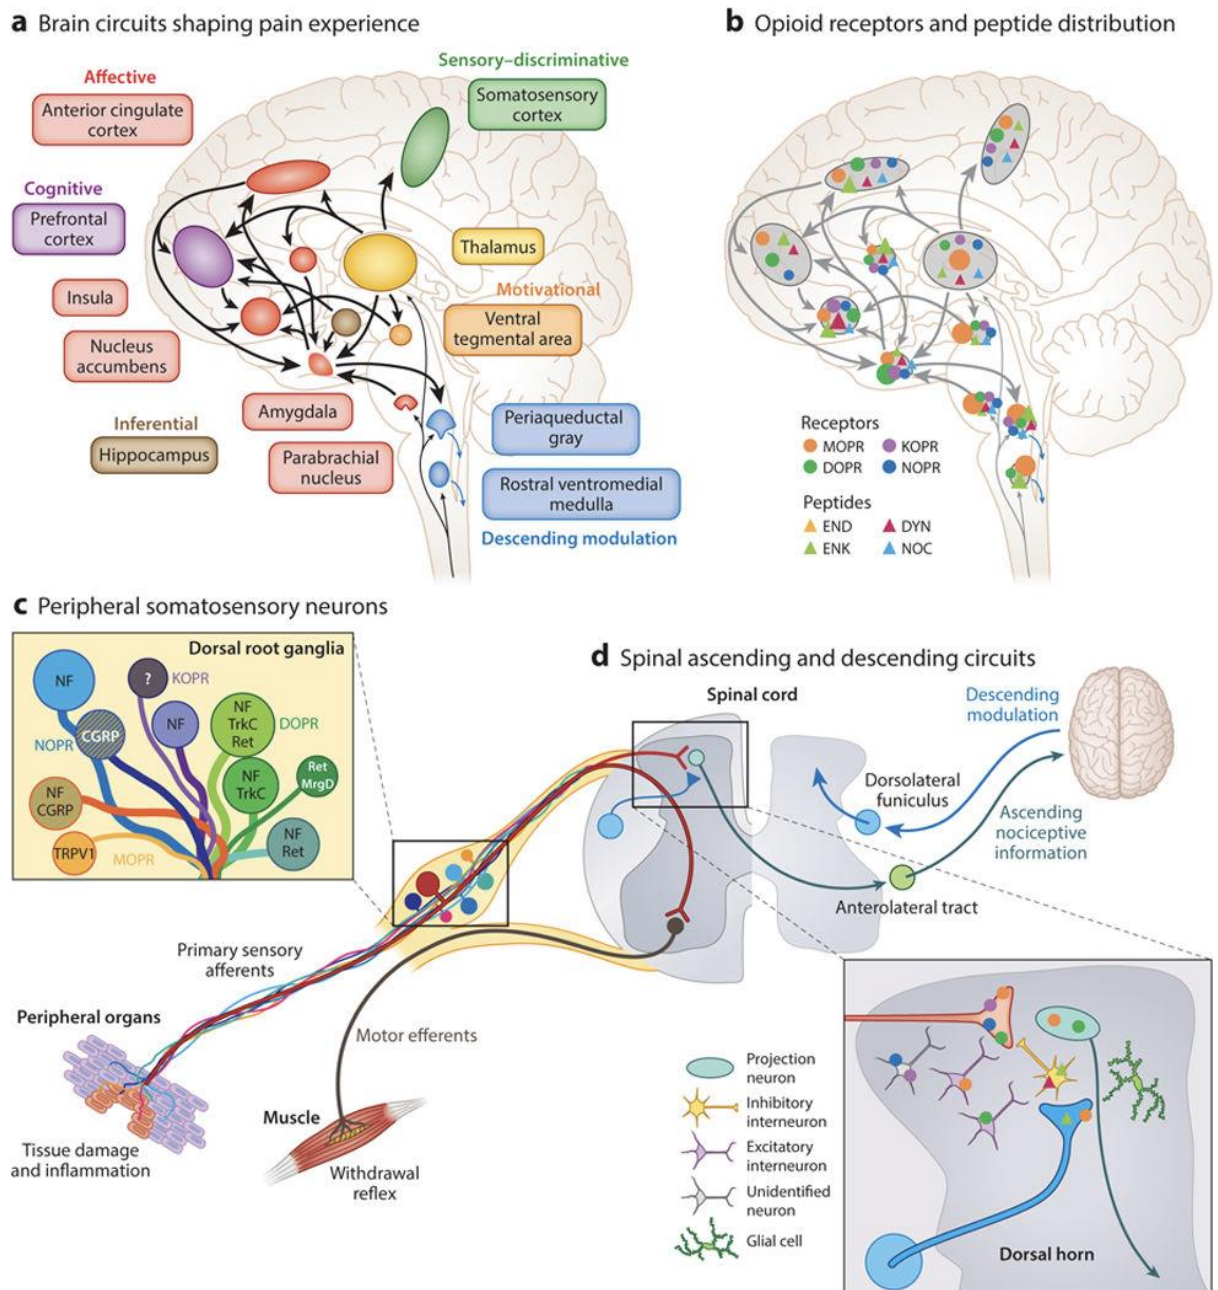 a Brain circuits shaping pain experience
Affective
Anterior cingulate
cortex
Sensory–discriminative
Somatosensory
cortex
Cognitive
Prefrontal
cortex
Thalamus
Insula
Motivational
Ventral
tegmental area
Nucleus
accumbens
Amygdala
Inferential
Hippocampus
Parabrachial
nucleus
Periaqueductal
gray
Rostral ventromedial
medulla
Descending modulation
b Opioid receptors and peptide distribution
Receptors
MOPR
KOPR
DOPR
NOPR
Peptides
END
DYN
ENK
NOC
c Peripheral somatosensory neurons
Dorsal root ganglia
NF
?
KOPR
NF
TrkC
Ret
DOPR
NF
NOPR
CGRP
NF
TrkC
Ret
MrgD
NF
CGRP
TRPV1
MOPR
NF
Ret
Primary sensory
afferents
Peripheral organs
Tissue damage
and inflammation
Motor efferents
Muscle
Withdrawal
reflex
d Spinal ascending and descending circuits
Spinal cord
Descending
modulation
Dorsolateral
funiculus
Ascending
nociceptive
information
Anterolateral tract
Projection
neuron
Inhibitory
interneuron
Excitatory
interneuron
Unidentified
neuron
Glial cell
Dorsal horn